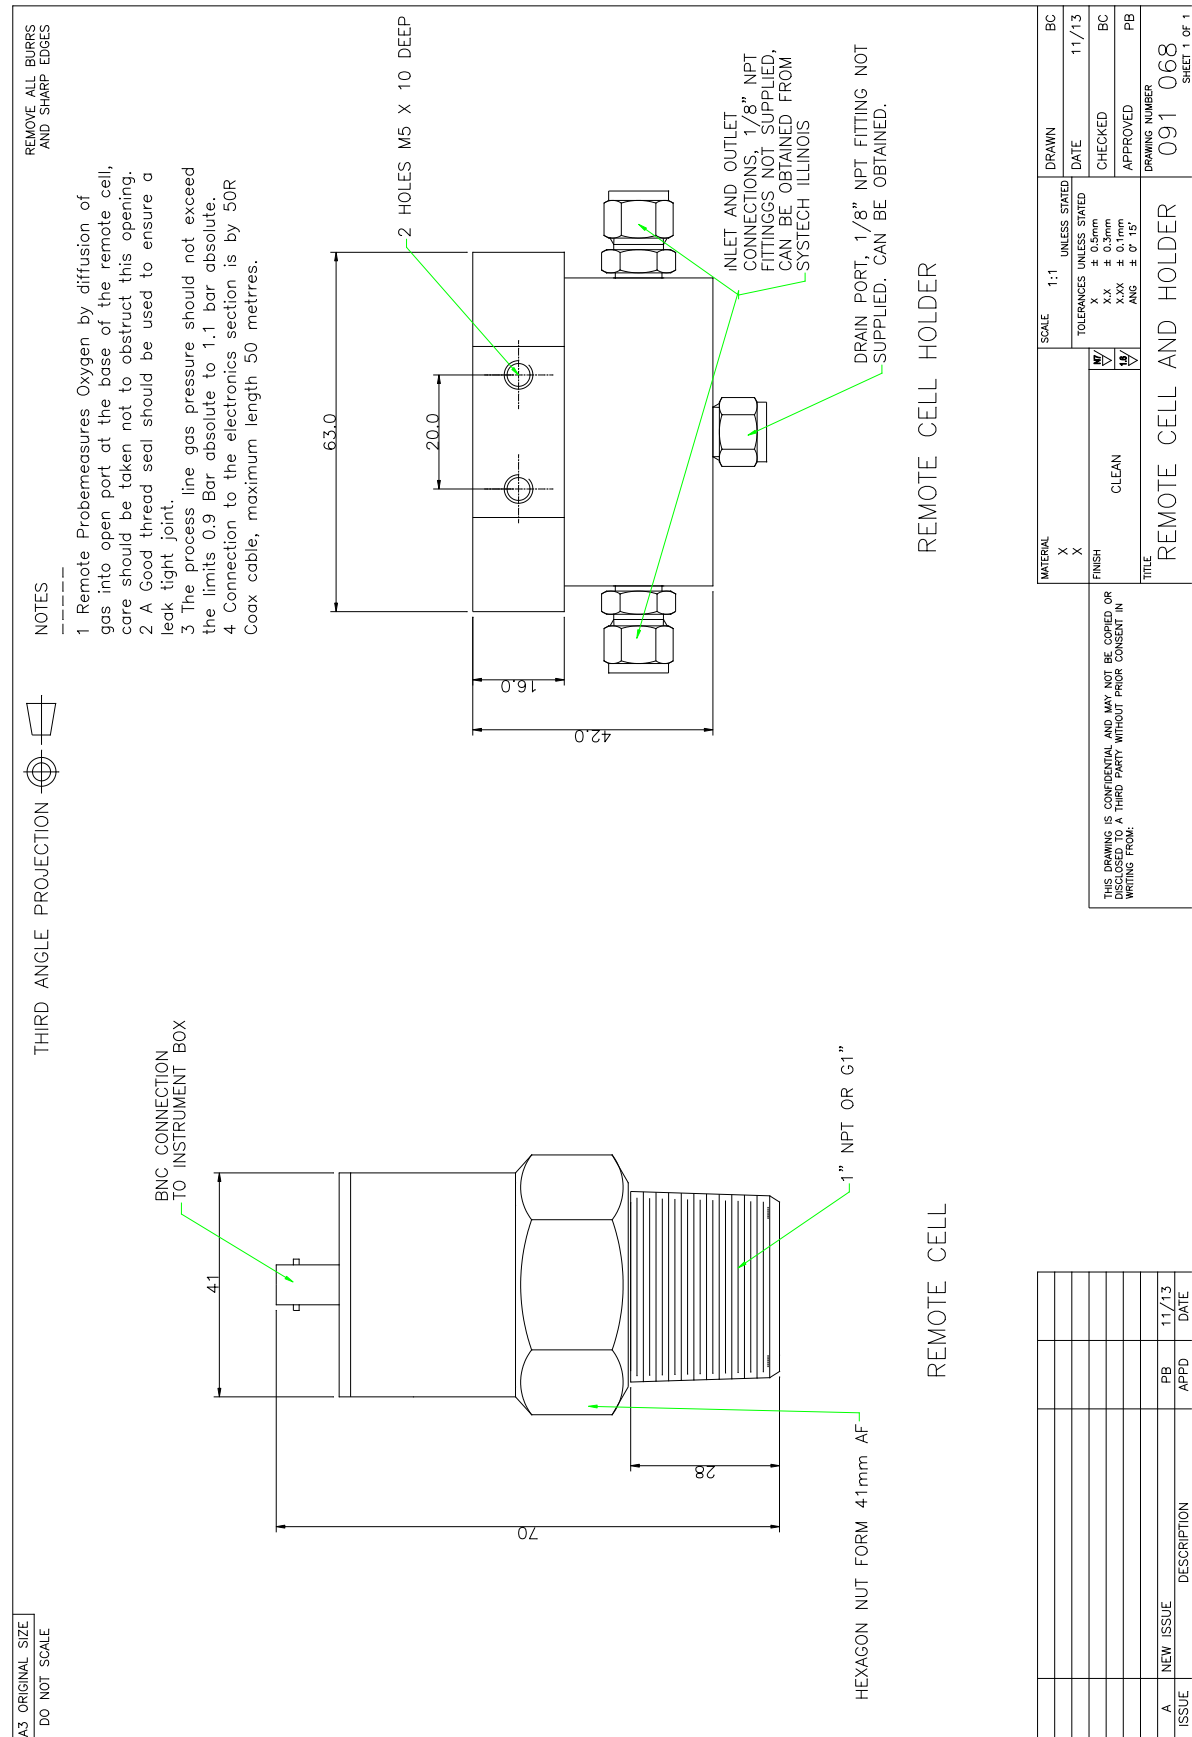 A3 ORIGINAL SIZE
DO NOT SCALE
THIRD ANGLE PROJECTION
REMOVE ALL BURRS
AND SHARP EDGES
NOTES
1 Remote Probemeasures Oxygen by diffusion of
gas into open port at the base of the remote cell,
care should be taken not to obstruct this opening.
2 A Good thread seal should be used to ensure a
leak tight joint.
3 The process line gas pressure should not exceed
the limits 0.9 Bar absolute to 1.1 bar absolute.
4 Connection to the electronics section is by 50R
Coax cable, maximum length 50 metrres.
BNC CONNECTION
TO INSTRUMENT BOX
41
70
28
HEXAGON NUT FORM 41mm AF
1" NPT OR G1"
REMOTE CELL
2 HOLES M5 X 10 DEEP
63.0
20.0
16.0
42.0
INLET AND OUTLET
CONNECTIONS, 1/8" NPT
FITTINGGS NOT SUPPLIED,
CAN BE OBTAINED FROM
SYSTECH ILLINOIS
DRAIN PORT, 1/8" NPT FITTING NOT
SUPPLIED. CAN BE OBTAINED.
REMOTE CELL HOLDER
A NEW ISSUE PB 11/13
ISSUE DESCRIPTION APPD DATE
THIS DRAWING IS CONFIDENTIAL AND MAY NOT BE COPIED OR
DISCLOSED TO A THIRD PARTY WITHOUT PRIOR CONSENT IN
WRITING FROM:
MATERIAL
X
X
FINISH
CLEAN
N7
1.6
SCALE 1:1 UNLESS STATED
TOLERANCES UNLESS STATED
X ± 0.5mm
X.X ± 0.3mm
X.XX ± 0.1mm
ANG ± 0° 15'
DRAWN BC
DATE 11/13
CHECKED BC
APPROVED PB
TITLE
REMOTE CELL AND HOLDER
DRAWING NUMBER
091 068
SHEET 1 OF 1